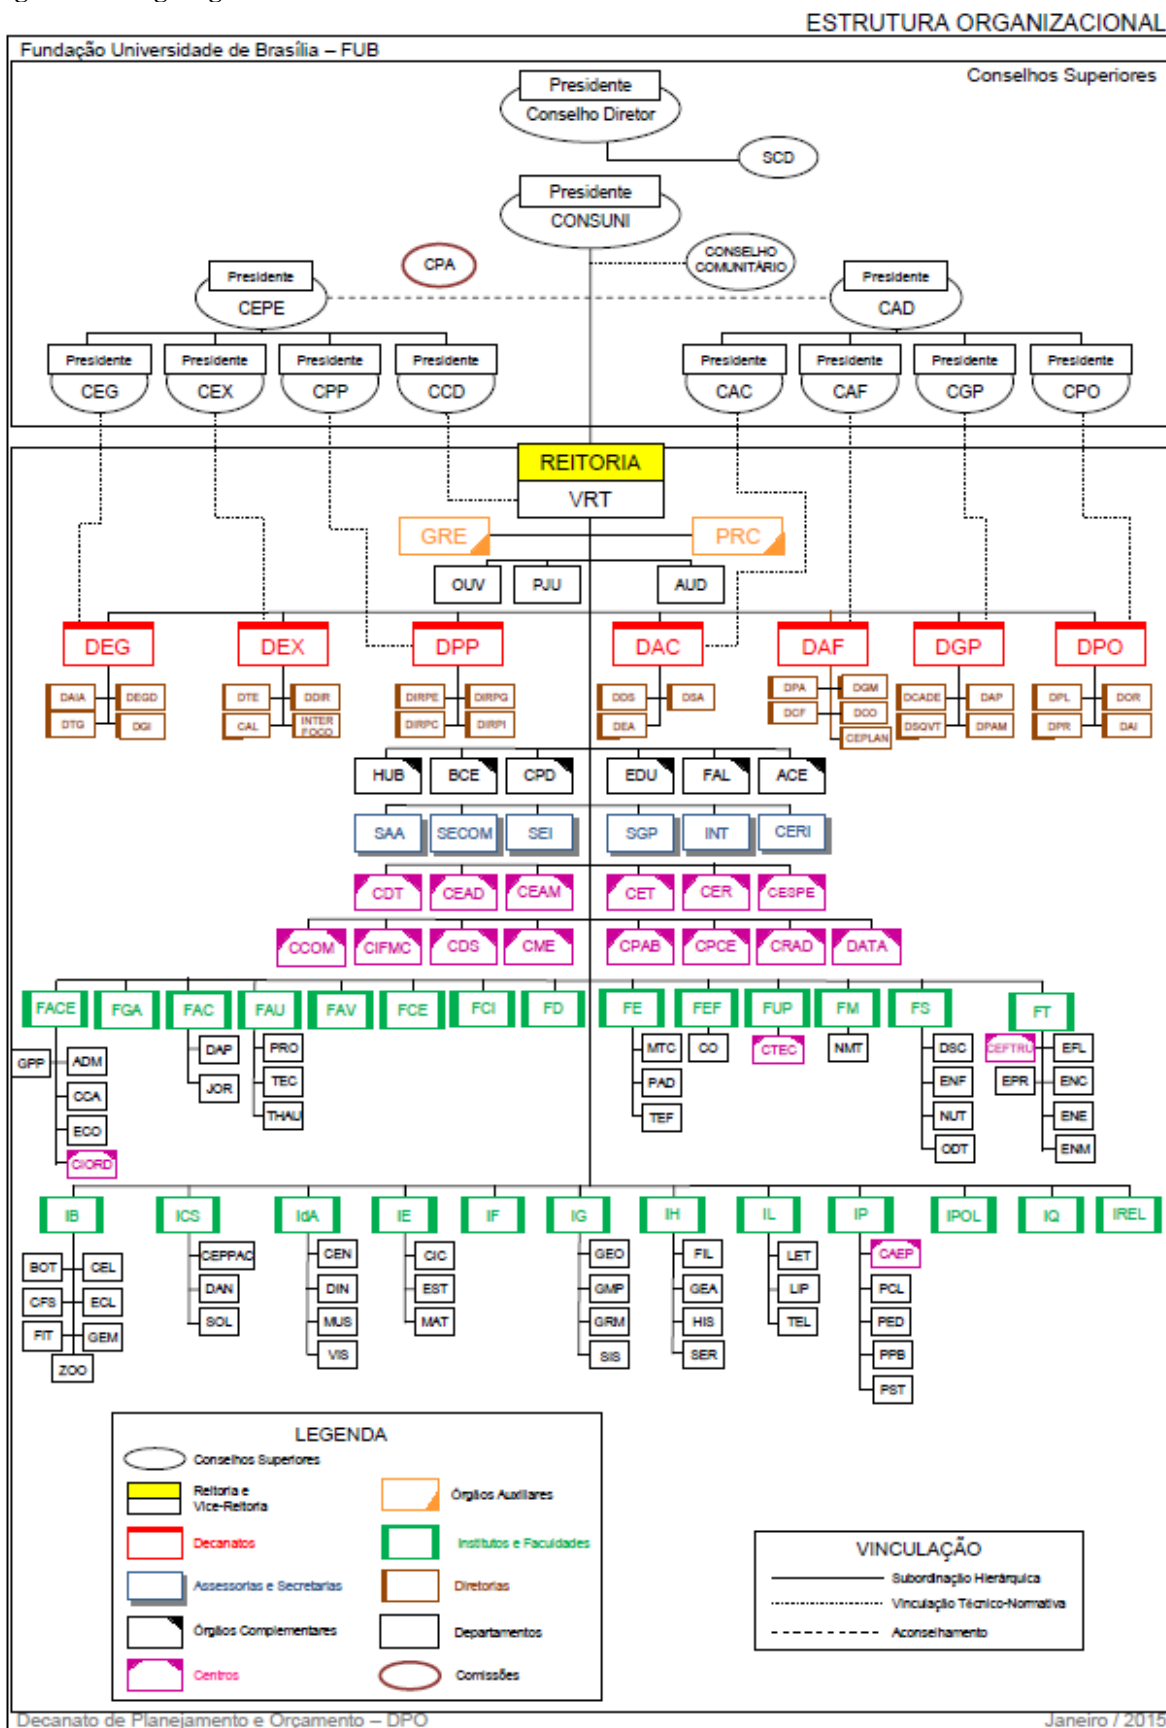 ESTRUTURA ORGANIZACIONAL
Fundação Universidade de Brasília – FUB
Conselhos Superiores
Presidente
Conselho Diretor
SCD
Presidente
CONSUNI
CPA
CONSELHO
COMUNITÁRIO
Presidente
CEPE
Presidente
CAD
Presidente Presidente Presidente Presidente Presidente Presidente Presidente Presidente
CEG CEX CPP CCD CAC CAF CGP CPO
REITORIA
VRT
GRE PRC
OUV PJU AUD
DEG DEX DPP DAC DAF DGP DPO
DAIA DEGD DTE DDIR DIRPE DIRPG DDS DSA DPA DGM DCADE DAP DPL DOR
DTG DGI CAL INTER FOCO DIRPC DIRPI DEA DCF DCO DSQVT DPAM DPR DAI
CEPLAN
HUB BCE CPD EDU FAL ACE
SAA SECOM SEI SGP INT CERI
CDT CEAD CEAM CET CER CESPE
CCOM CIFMC CDS CME CPAB CPCE CRAD DATA
FACE FGA FAC FAU FAV FCE FCI FD FE FEF FUP FM FS FT
GPP ADM DAP PRO MTC CO CTEC NMT DSC CEFTRU EFL
CCA JOR TEC PAD ENF EPR ENC
ECO THAU TEF NUT ENE
CIORD ODT ENM
IB ICS IdA IE IF IG IH IL IP IPOL IQ IREL
BOT CEL CEPPAC CEN CIC GEO FIL LET CAEP
CFS ECL DAN DIN EST GMP GEA LIP PCL
FIT GEM SOL MUS MAT GRM HIS TEL PED
ZOO VIS SIS SER PPB
PST
LEGENDA
Conselhos Superiores
Reitoria e
Vice-Reitoria
Órgãos Auxiliares
Decanatos
Institutos e Faculdades
Assessorias e Secretarias
Diretorias
Órgãos Complementares
Departamentos
Centros
Comissões
VINCULAÇÃO
Subordinação Hierárquica
Vinculação Técnico-Normativa
Aconselhamento
Decanato de Planejamento e Orçamento – DPO
Janeiro / 2015